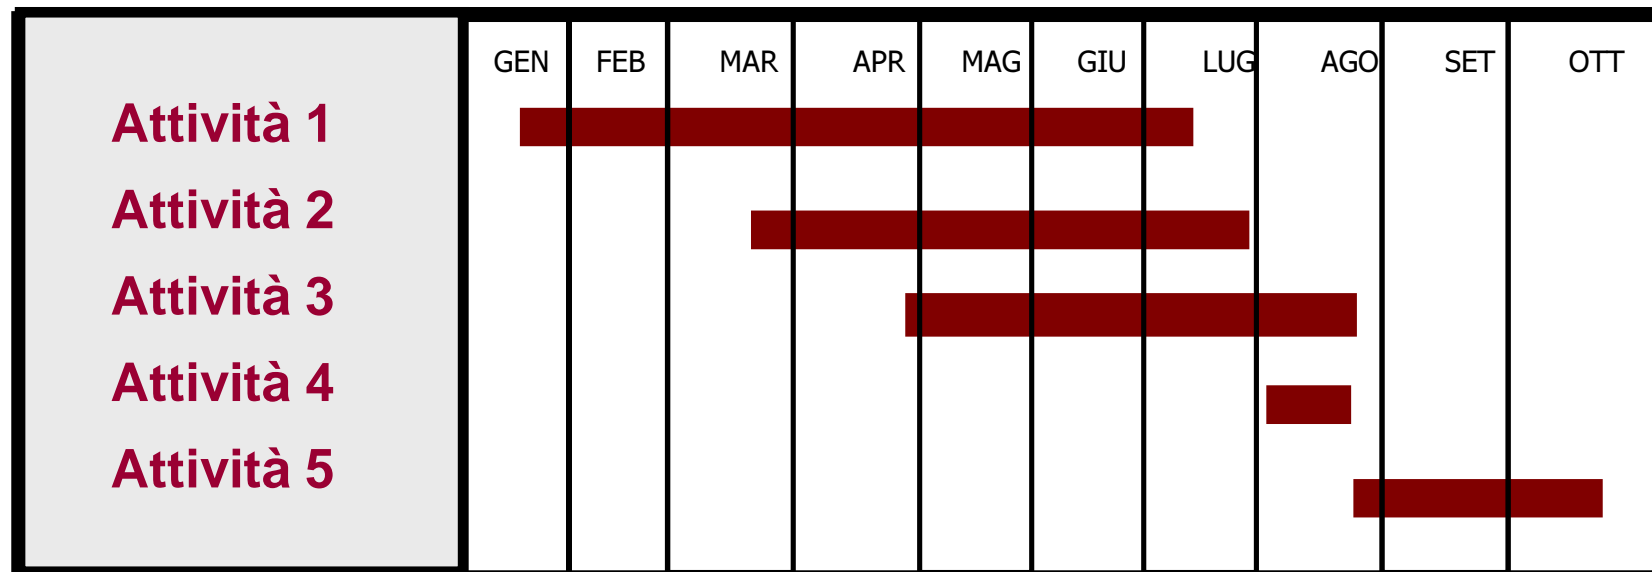 GEN FEB MAR APR MAG GIU LUG AGO SET OTT
Attività 1
Attività 2
Attività 3
Attività 4
Attività 5